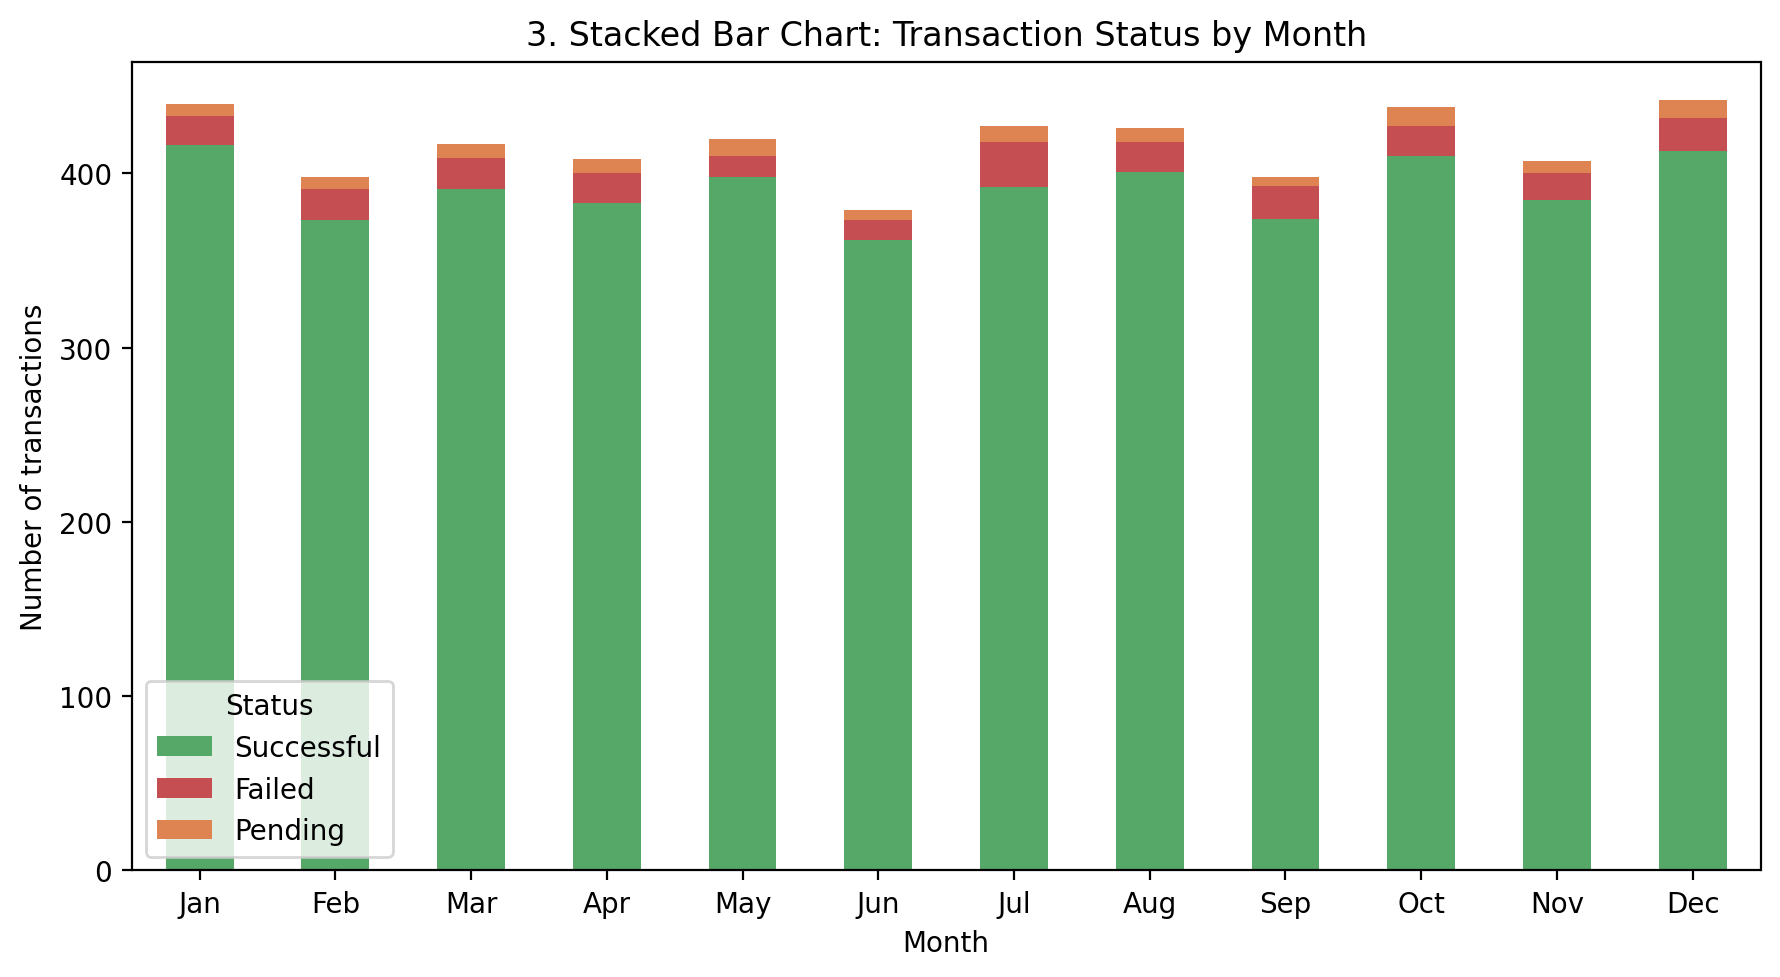 3. Stacked Bar Chart: Transaction Status by Month
Number of transactions
400
300
200
100
0
Status
Successful
Failed
Pending
Jan Feb Mar Apr May Jun Jul Aug Sep Oct Nov Dec
Month